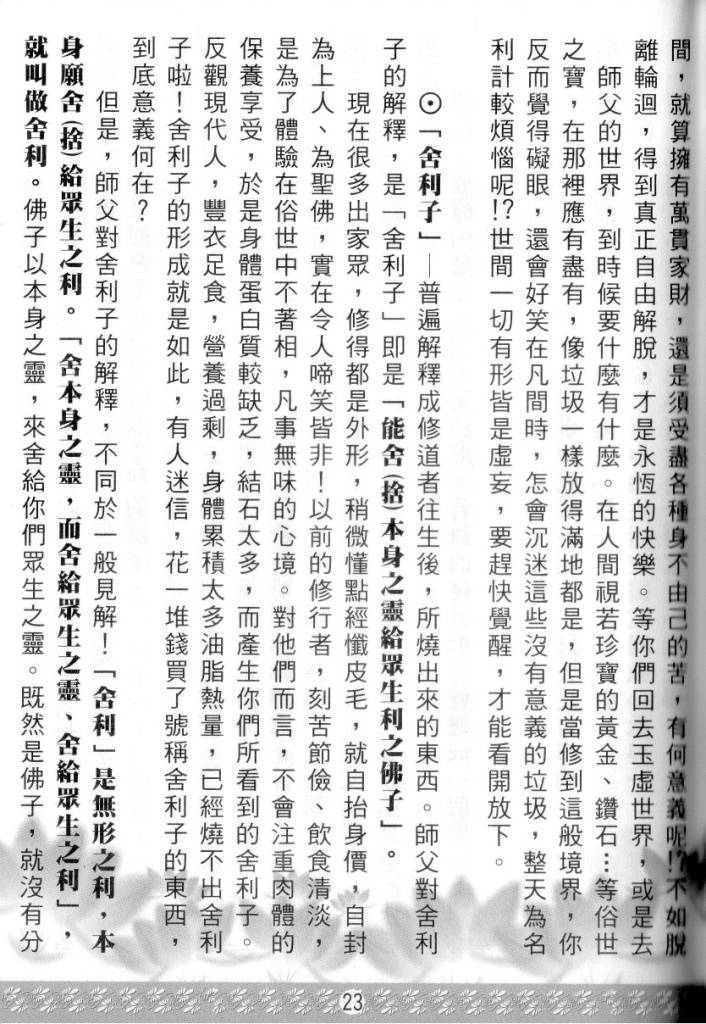 間，就算擁有萬貫家財，還是須受盡各種身不由己的苦，有何意義呢!?不如脫
離輪迴，得到真正自由解脫，才是永恆的快樂。等你們回去玉虛世界，或是去
師父的世界，到時候要什麼有什麼。在人間視若珍寶的黃金、鑽石…等俗世
之寶，在那裡應有盡有，像垃圾一樣放得滿地都是，但是當修到這般境界，你
反而覺得礙眼，還會好笑在凡間時，怎會沉迷這些沒有意義的垃圾，整天為名
利計較煩惱呢!?世間一切有形皆是虛妄，要趕快覺醒，才能看開放下。
⊙「舍利子」—普遍解釋成修道者往生後，所燒出來的東西。師父對舍利
子的解釋，是「舍利子」即是「能舍(捨)本身之靈給眾生利之佛子」。
現在很多出家眾，修得都是外形，稍微懂點經懺皮毛，就自抬身價，自封
為上人、為聖佛，實在令人啼笑皆非！以前的修行者，刻苦節儉、飲食清淡，
是為了體驗在俗世中不著相，凡事無味的心境。對他們而言，不會注重肉體的
保養享受，於是身體蛋白質較缺乏，結石太多，而產生你們所看到的舍利子。
反觀現代人，豐衣足食，營養過剩，身體累積太多油脂熱量，已經燒不出舍利
子啦！舍利子的形成就是如此，有人迷信，花一堆錢買了號稱舍利子的東西，
到底意義何在？
但是，師父對舍利子的解釋，不同於一般見解！「舍利」是無形之利，本
身願舍(捨)給眾生之利。「舍本身之靈，而舍給眾生之靈、舍給眾生之利」，
就叫做舍利。佛子以本身之靈，來舍給你們眾生之靈。既然是佛子，就沒有分
23